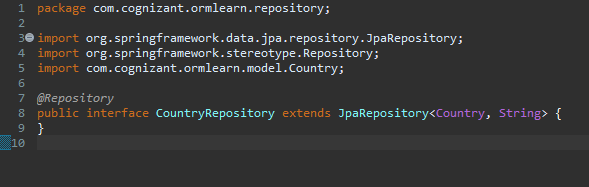 1 package com.cognizant.ormlearn.repository;
2
3 import org.springframework.data.jpa.repository.JpaRepository;
4 import org.springframework.stereotype.Repository;
5 import com.cognizant.ormlearn.model.Country;
6
7 @Repository
8 public interface CountryRepository extends JpaRepository<Country, String> {
9 }
10